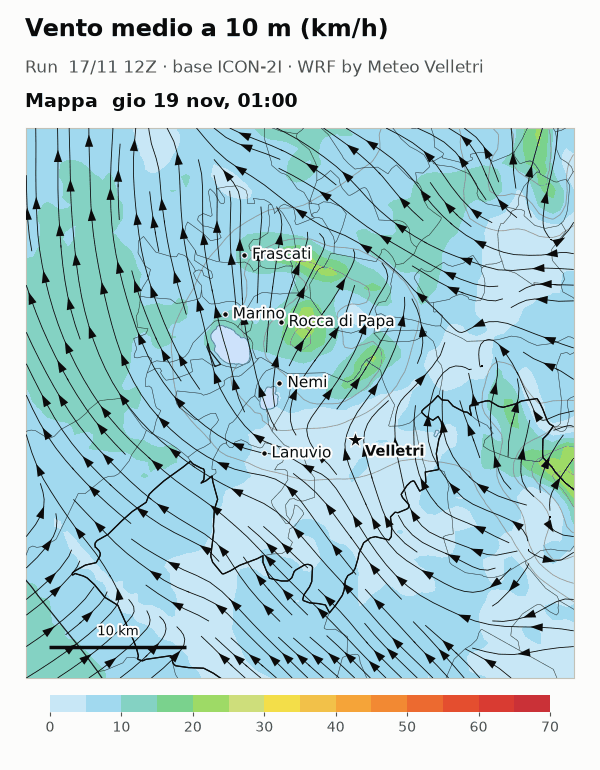 Vento medio a 10 m (km/h)
Run  17/11 12Z · base ICON-2I · WRF by Meteo Velletri
Mappa  gio 19 nov, 01:00
Frascati
Marino
Rocca di Papa
Nemi
Velletri
Lanuvio
10 km
0 10 20 30 40 50 60 70